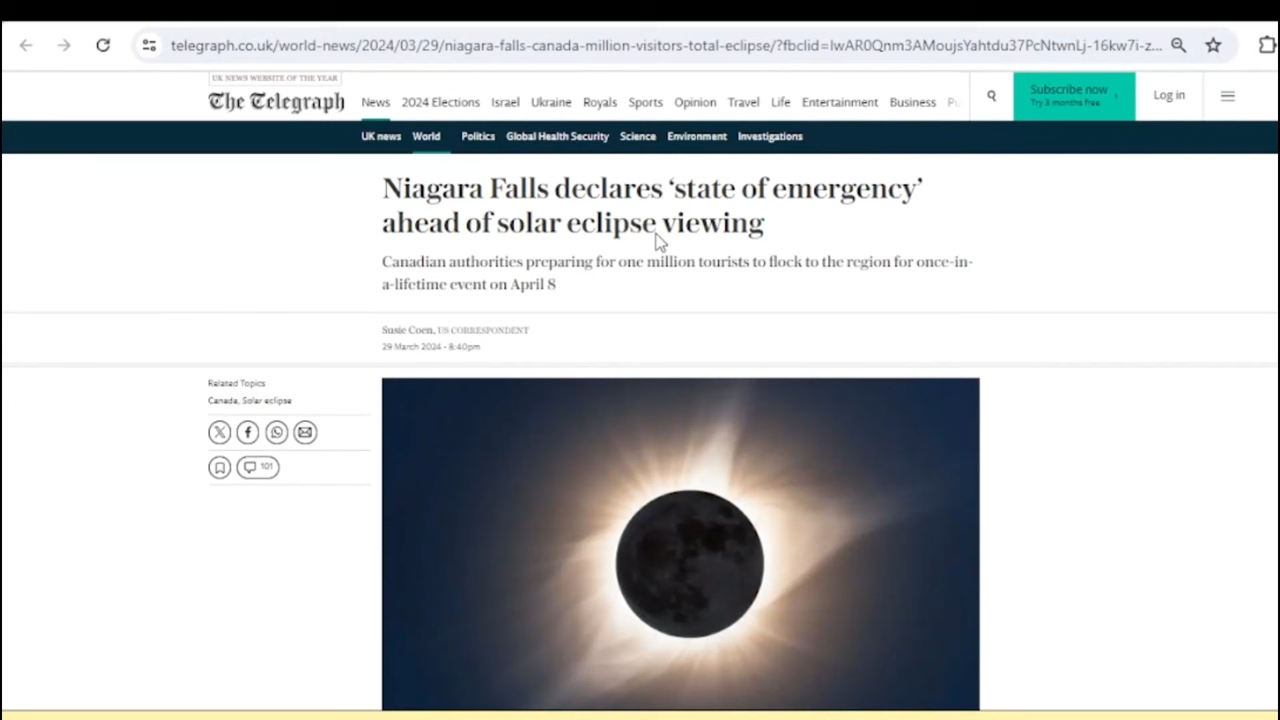 telegraph.co.uk/world-news/2024/03/29/niagara-falls-canada-million-visitors-total-eclipse/?fbclid=IwAR0Qnm3AMoujsYahtdu37PcNtwnLj-16kw7i-z...
UK NEWS WEBSITE OF THE YEAR
The Telegraph
News 2024 Elections Israel Ukraine Royals Sports Opinion Travel Life Entertainment Business
Subscribe now
Try 3 months free
Log in
UK news World Politics Global Health Security Science Environment Investigations
Niagara Falls declares ‘state of emergency’
ahead of solar eclipse viewing
Canadian authorities preparing for one million tourists to flock to the region for once-in-
a-lifetime event on April 8
Susie Coen, US CORRESPONDENT
29 March 2024 • 8:40pm
Related Topics
Canada, Solar eclipse
101